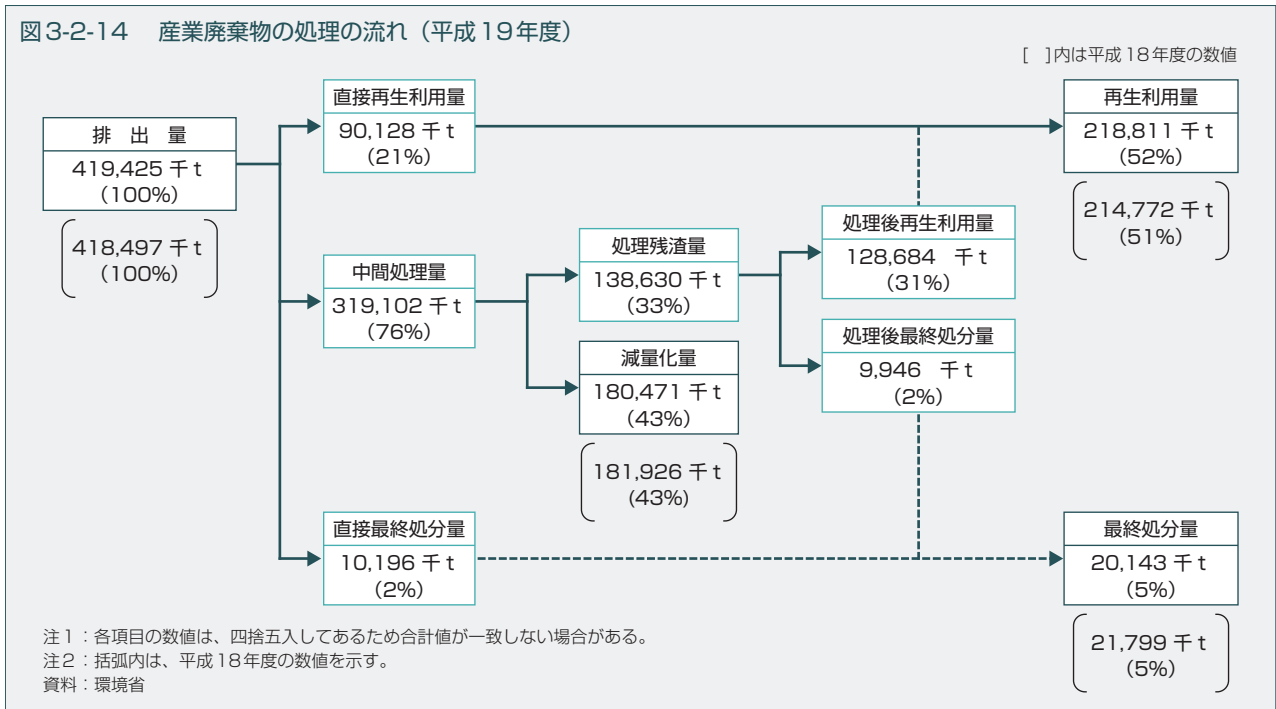 図3-2-14 産業廃棄物の処理の流れ（平成19年度）
[ ]内は平成18年度の数値
排 出 量
419,425 千t
（100%）
418,497 千t
（100%）
直接再生利用量
90,128 千t
（21%）
中間処理量
319,102 千t
（76%）
直接最終処分量
10,196 千t
（2%）
処理残渣量
138,630 千t
（33%）
減量化量
180,471 千t
（43%）
181,926 千t
(43%)
処理後再生利用量
128,684 千t
（31%）
処理後最終処分量
9,946 千t
（2%）
再生利用量
218,811 千t
（52%）
214,772 千t
（51%）
最終処分量
20,143 千t
（5%）
21,799 千t
（5%）
注1：各項目の数値は、四捨五入してあるため合計値が一致しない場合がある。
注2：括弧内は、平成18年度の数値を示す。
資料：環境省